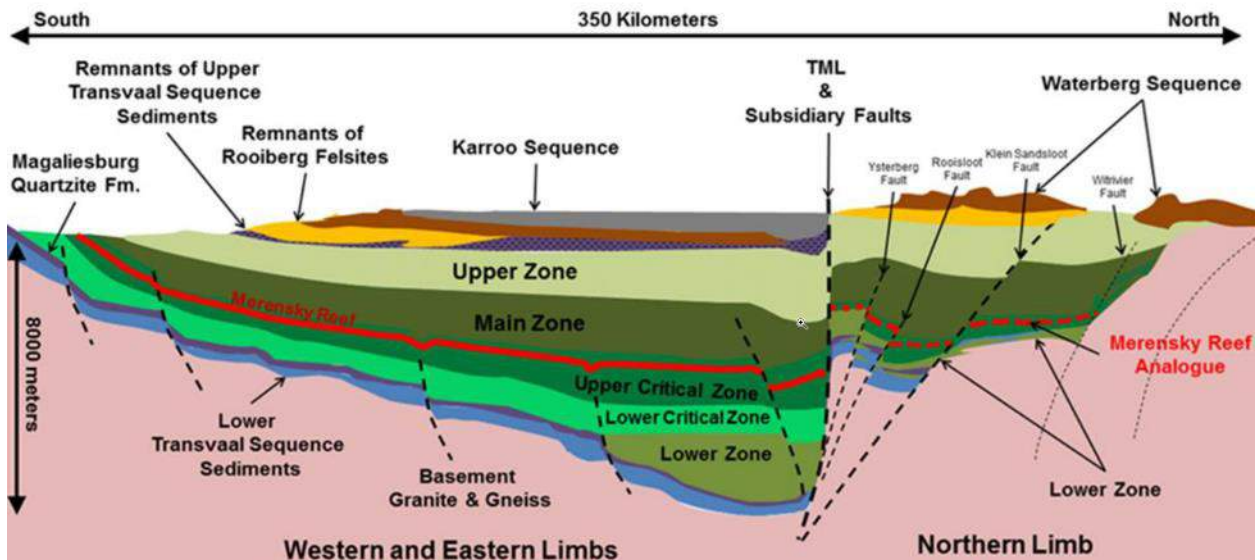 South
350 Kilometers
North
Remnants of Upper
Transvaal Sequence
Sediments
TML
&
Subsidiary Faults
Waterberg Sequence
Remnants of
Rooiberg Felsites
Karroo Sequence
Magaliesburg
Quartzite Fm.
Ysterberg
Fault
Rooisloot
Fault
Klein Sandsloot
Fault
Witrivier
Fault
8000 meters
Upper Zone
Merensky Reef
Main Zone
Upper Critical Zone
Lower Critical Zone
Lower Zone
Merensky Reef
Analogue
Lower
Transvaal Sequence
Sediments
Basement
Granite & Gneiss
Lower Zone
Western and Eastern Limbs
Northern Limb